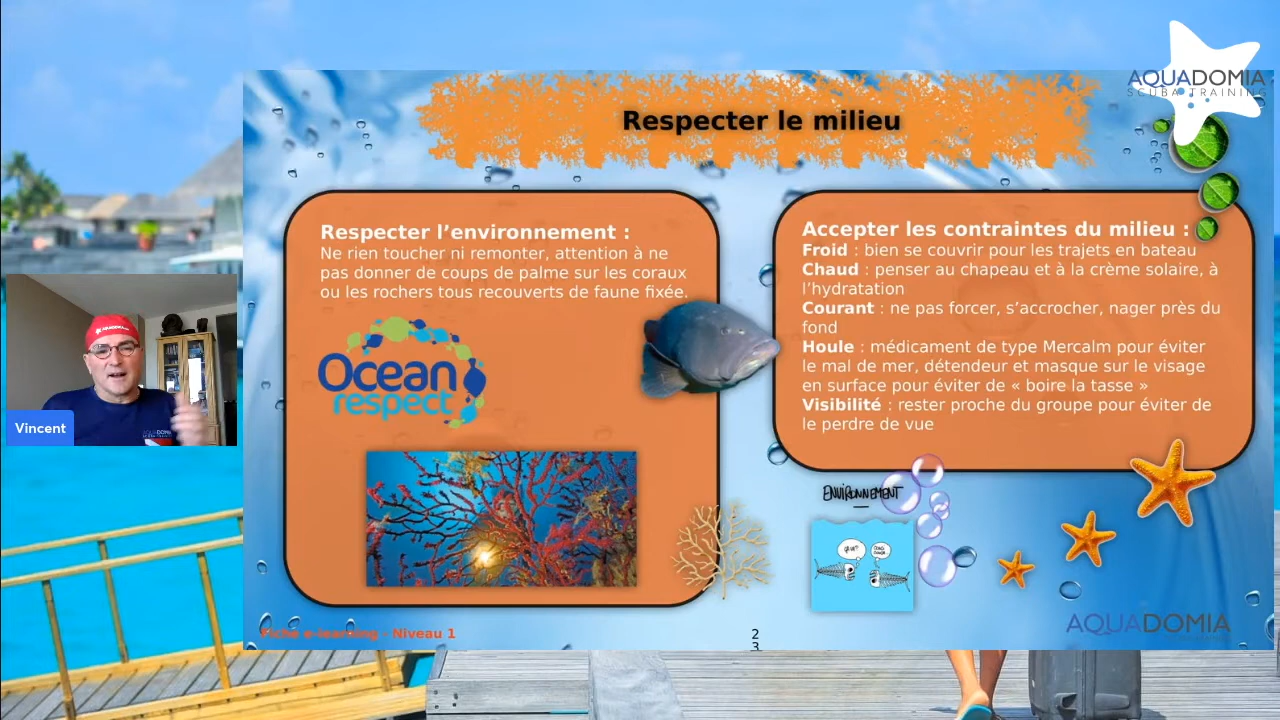 AQUADOMIA
SCUBA TRAINING
Respecter le milieu
Respecter l’environnement :
Ne rien toucher ni remonter, attention à ne
pas donner de coups de palme sur les coraux
ou les rochers tous recouverts de faune fixée.
Ocean
respect
Accepter les contraintes du milieu :
Froid : bien se couvrir pour les trajets en bateau
Chaud : penser au chapeau et à la crème solaire, à
l’hydratation
Courant : ne pas forcer, s’accrocher, nager près du
fond
Houle : médicament de type Mercalm pour éviter
le mal de mer, détendeur et masque sur le visage
en surface pour éviter de « boire la tasse »
Visibilité : rester proche du groupe pour éviter de
le perdre de vue
Vincent
ENVIRONNEMENT
Fiche e-learning - Niveau 1
2
3
AQUADOMIA